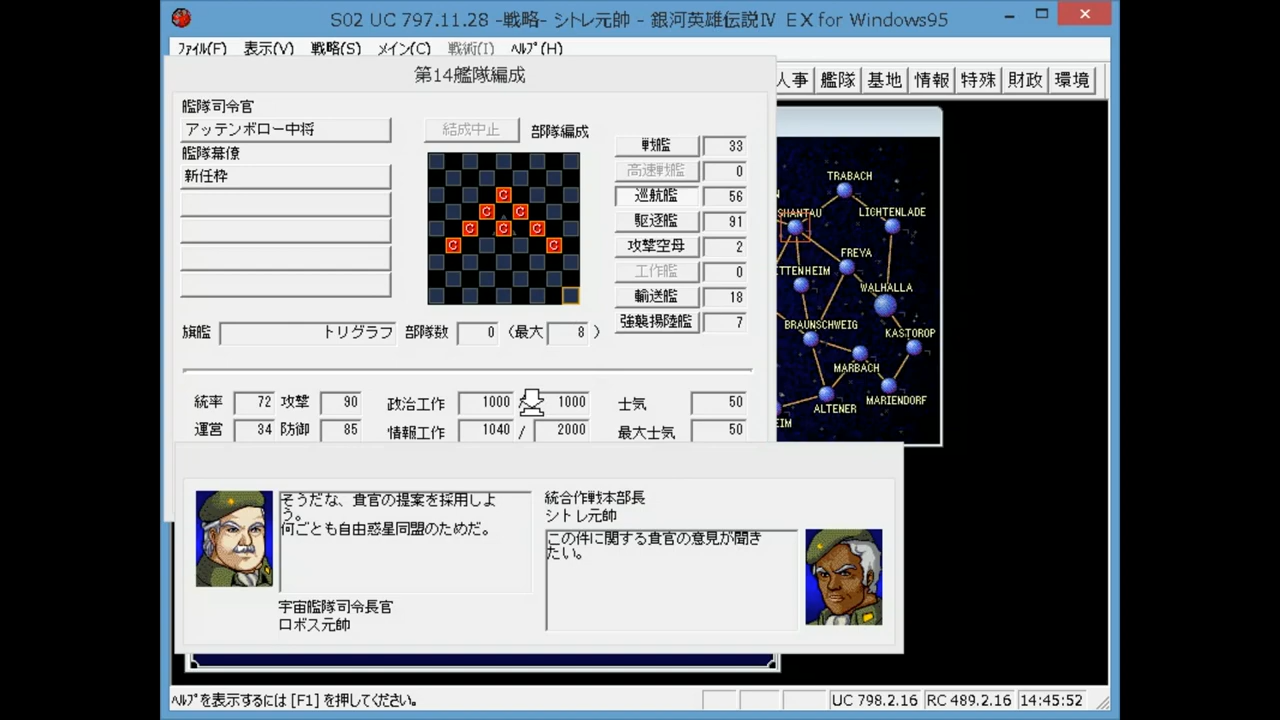 S02 UC 797.11.28 -戦略- シトレ元帥 - 銀河英雄伝説Ⅳ EX for Windows95
ﾌｧｲﾙ(F) 表示(V) 戦略(S) メイン(C) 戦術(I) ﾍﾙﾌﾟ(H)
人事 艦隊 基地 情報 特殊 財政 環境
第14艦隊編成
艦隊司令官
アッテンボロー中将
艦隊幕僚
新任枠
結成中止 部隊編成
C
C C
C C C
C C
戦艦 33
高速戦艦 0
巡航艦 56
駆逐艦 91
攻撃空母 2
工作艦 0
輸送艦 18
強襲揚陸艦 7
旗艦 トリグラフ 部隊数 0 (最大 8 )
統率 72 攻撃 90 政治工作 1000 / 1000 士気 50
運営 34 防御 85 情報工作 1040 / 2000 最大士気 50
TRABACH
SHANTAU
LICHTENLADE
FREYA
TTENHEIM
WALHALLA
BRAUNSCHWEIG
KASTOROP
MARBACH
MARIENDORF
ALTENER
EIM
そうだな、貴官の提案を採用しよ
う。
何ごとも自由惑星同盟のためだ。
宇宙艦隊司令長官
ロボス元帥
統合作戦本部長
シトレ元帥
この件に関する貴官の意見が聞き
たい。
ﾍﾙﾌﾟを表示するには [F1] を押してください。
UC 798.2.16 RC 489.2.16 14:45:52